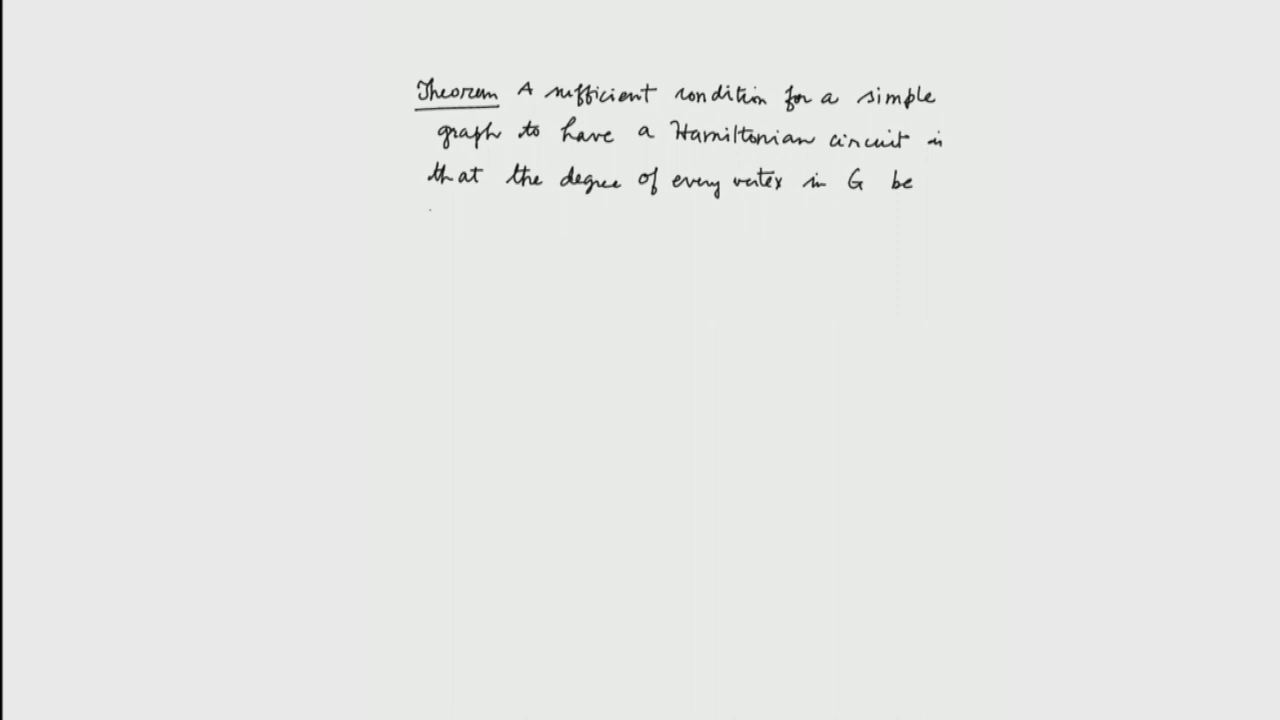 Theorem A sufficient condition for a simple
graph to have a Hamiltonian circuit is
that the degree of every vertex in G be